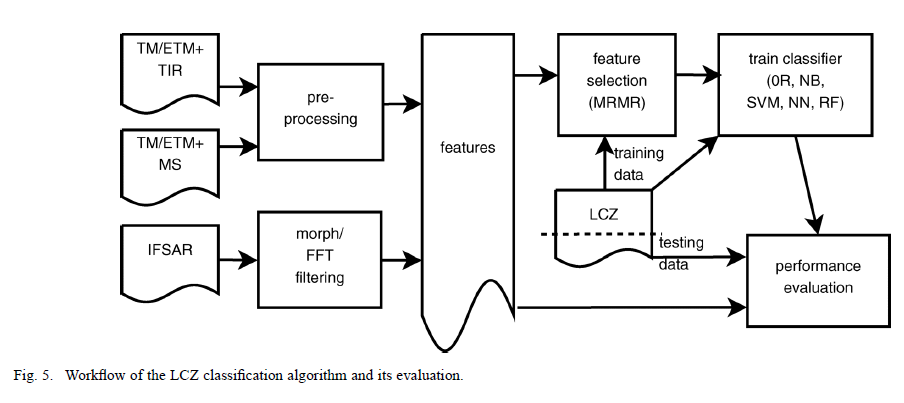 TM/ETM+
TIR
TM/ETM+
MS
IFSAR
pre-
processing
morph/
FFT
filtering
features
feature
selection
(MRMR)
train classifier
(0R, NB,
SVM, NN, RF)
training
data
LCZ
testing
data
performance
evaluation
Fig. 5. Workflow of the LCZ classification algorithm and its evaluation.